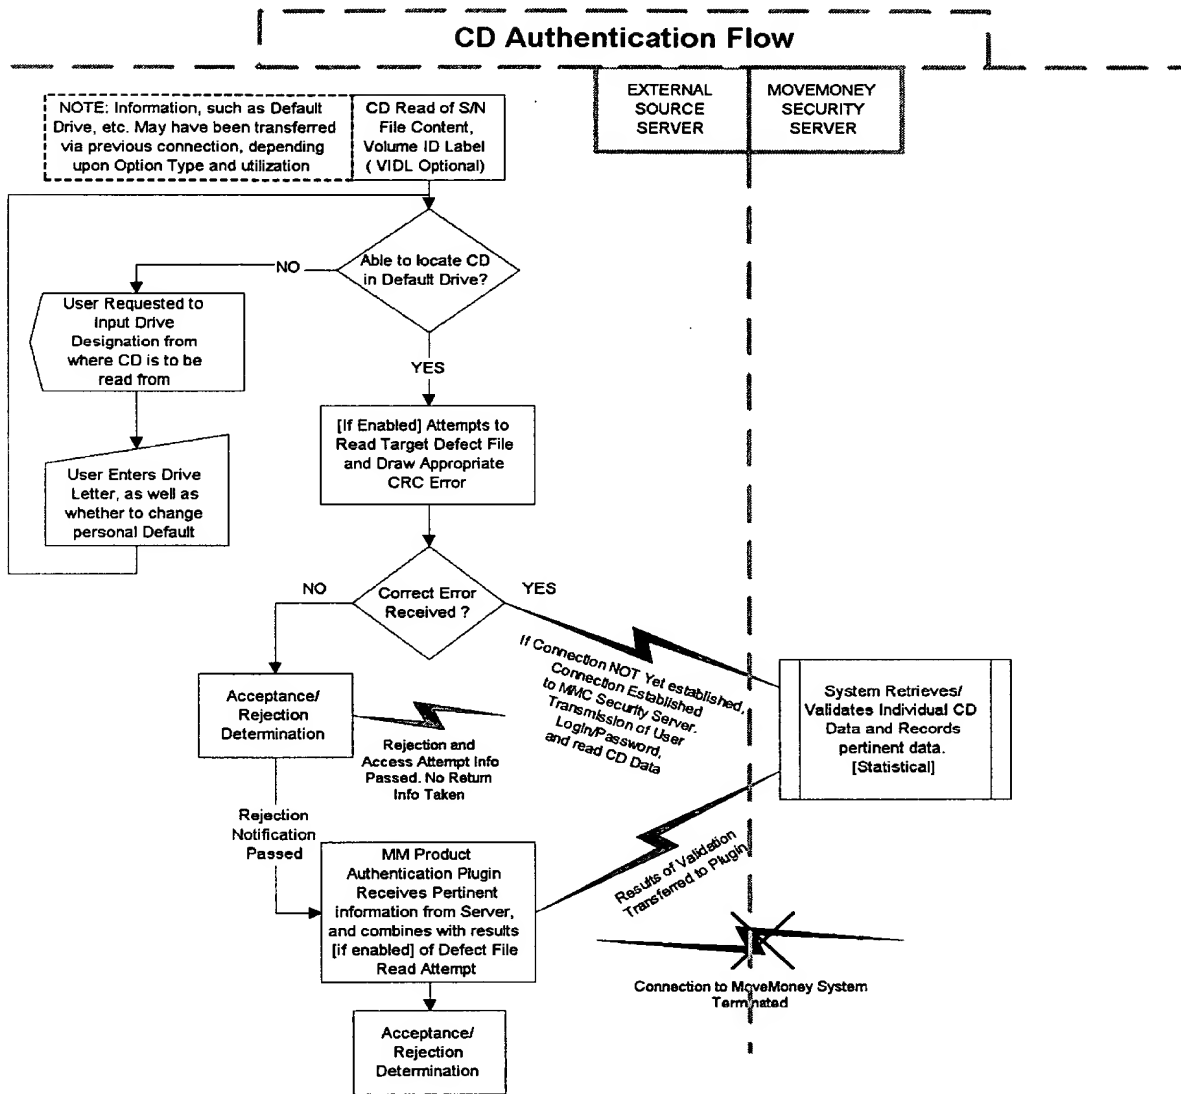 CD Authentication Flow
EXTERNAL
SOURCE
SERVER
MOVEMONEY
SECURITY
SERVER
NOTE: Information, such as Default
Drive, etc. May have been transferred
via previous connection, depending
upon Option Type and utilization
CD Read of S/N
File Content,
Volume ID Label
( VIDL Optional)
Able to locate CD
in Default Drive?
NO
User Requested to
Input Drive
Designation from
where CD is to be
read from
YES
User Enters Drive
Letter, as well as
whether to change
personal Default
[If Enabled] Attempts to
Read Target Defect File
and Draw Appropriate
CRC Error
Correct Error
Received ?
NO
YES
If Connection NOT Yet established,
Connection Established
to MMC Security Server.
Transmission of User
Login/Password,
and read CD Data
System Retrieves/
Validates Individual CD
Data and Records
pertinent data.
[Statistical]
Acceptance/
Rejection
Determination
Rejection and
Access Attempt Info
Passed. No Return
Info Taken
Rejection
Notification
Passed
MM Product
Authentication Plugin
Receives Pertinent
information from Server,
and combines with results
[if enabled] of Defect File
Read Attempt
Results of Validation
Transferred to Plugin
Connection to MoveMoney System
Terminated
Acceptance/
Rejection
Determination